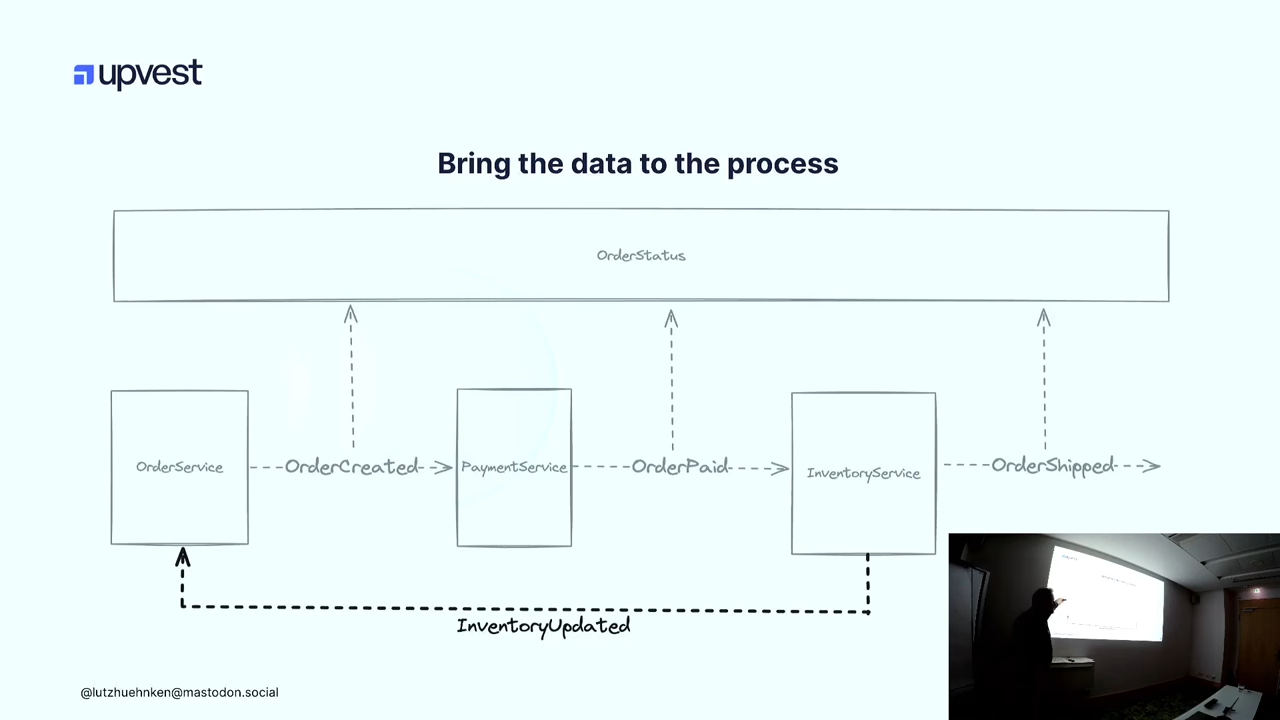 upvest
Bring the data to the process
OrderStatus
OrderService
OrderCreated
PaymentService
OrderPaid
InventoryService
OrderShipped
InventoryUpdated
@lutzhuehnken@mastodon.social